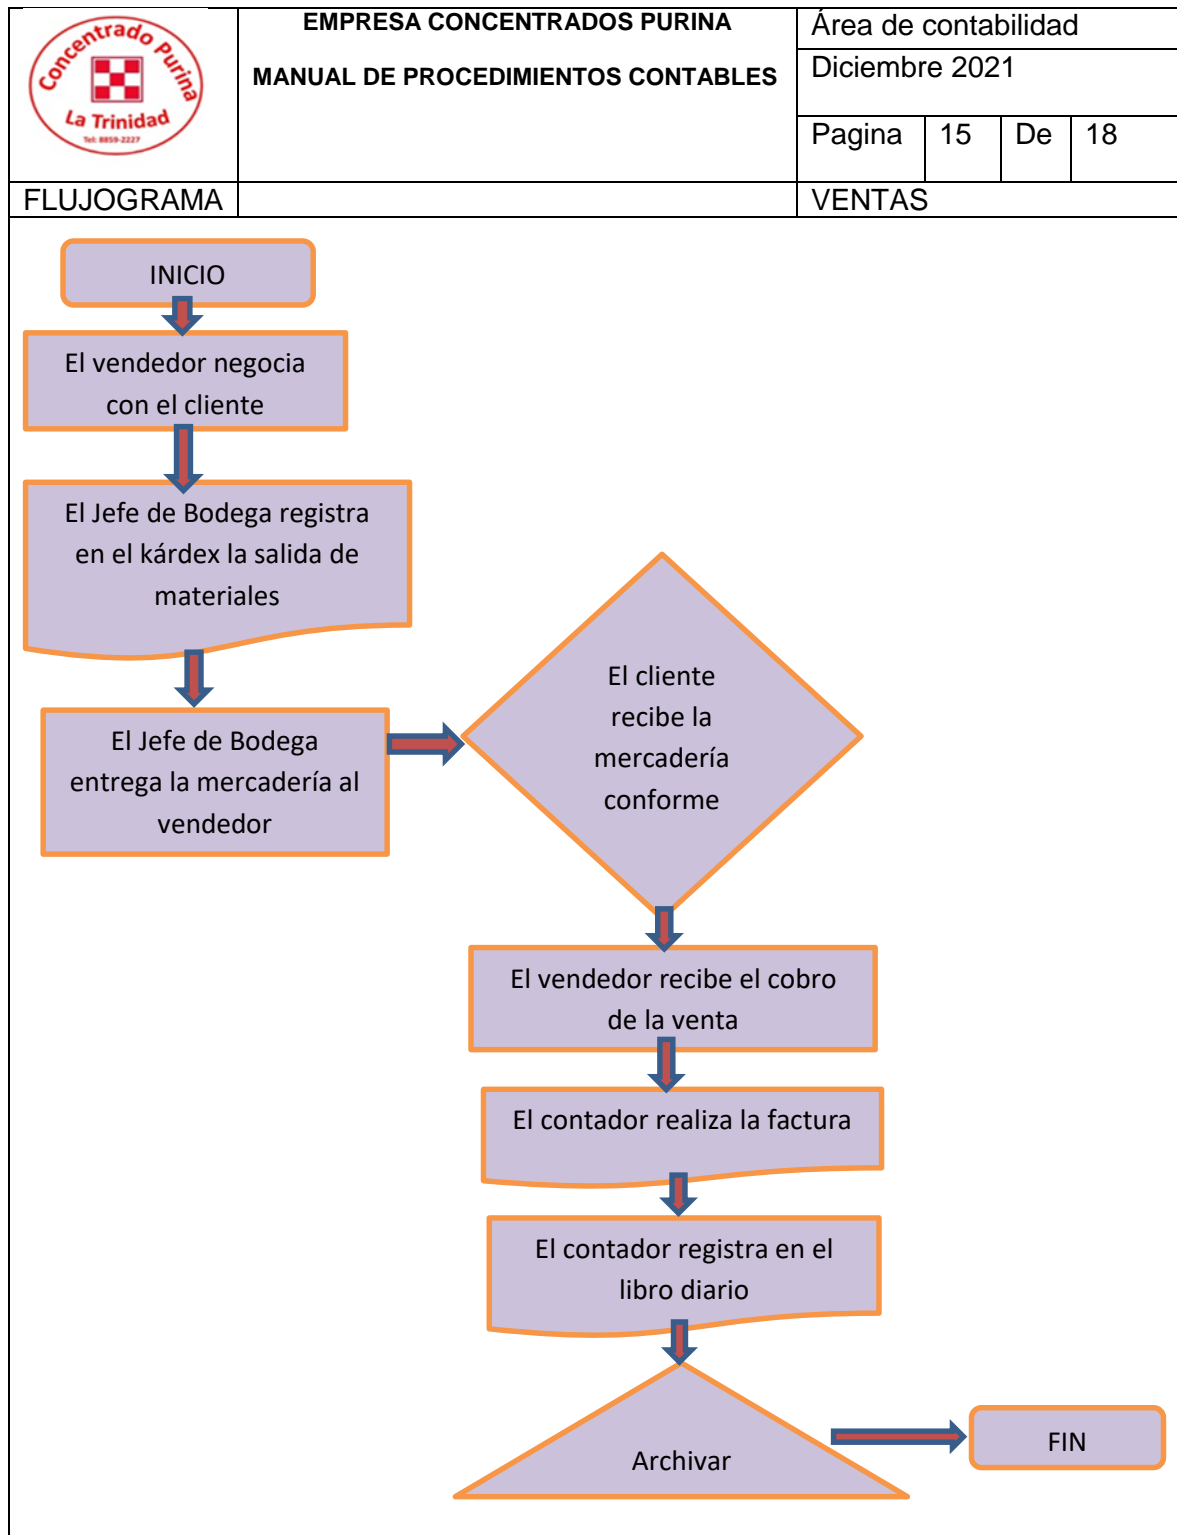 Concentrado Purina
La Trinidad
Tel: 8859-2227
EMPRESA CONCENTRADOS PURINA
MANUAL DE PROCEDIMIENTOS CONTABLES
Área de contabilidad
Diciembre 2021
Pagina 15 De 18
FLUJOGRAMA
VENTAS
INICIO
El vendedor negocia
con el cliente
El Jefe de Bodega registra
en el kárdex la salida de
materiales
El Jefe de Bodega
entrega la mercadería al
vendedor
El cliente
recibe la
mercadería
conforme
El vendedor recibe el cobro
de la venta
El contador realiza la factura
El contador registra en el
libro diario
Archivar
FIN